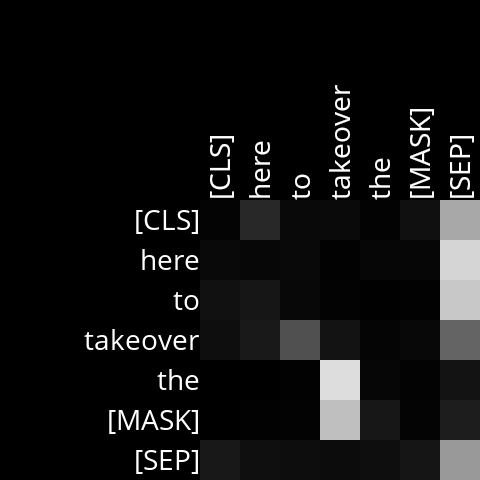 [CLS]
here
to
takeover
the
[MASK]
[SEP]
[CLS]
here
to
takeover
the
[MASK]
[SEP]